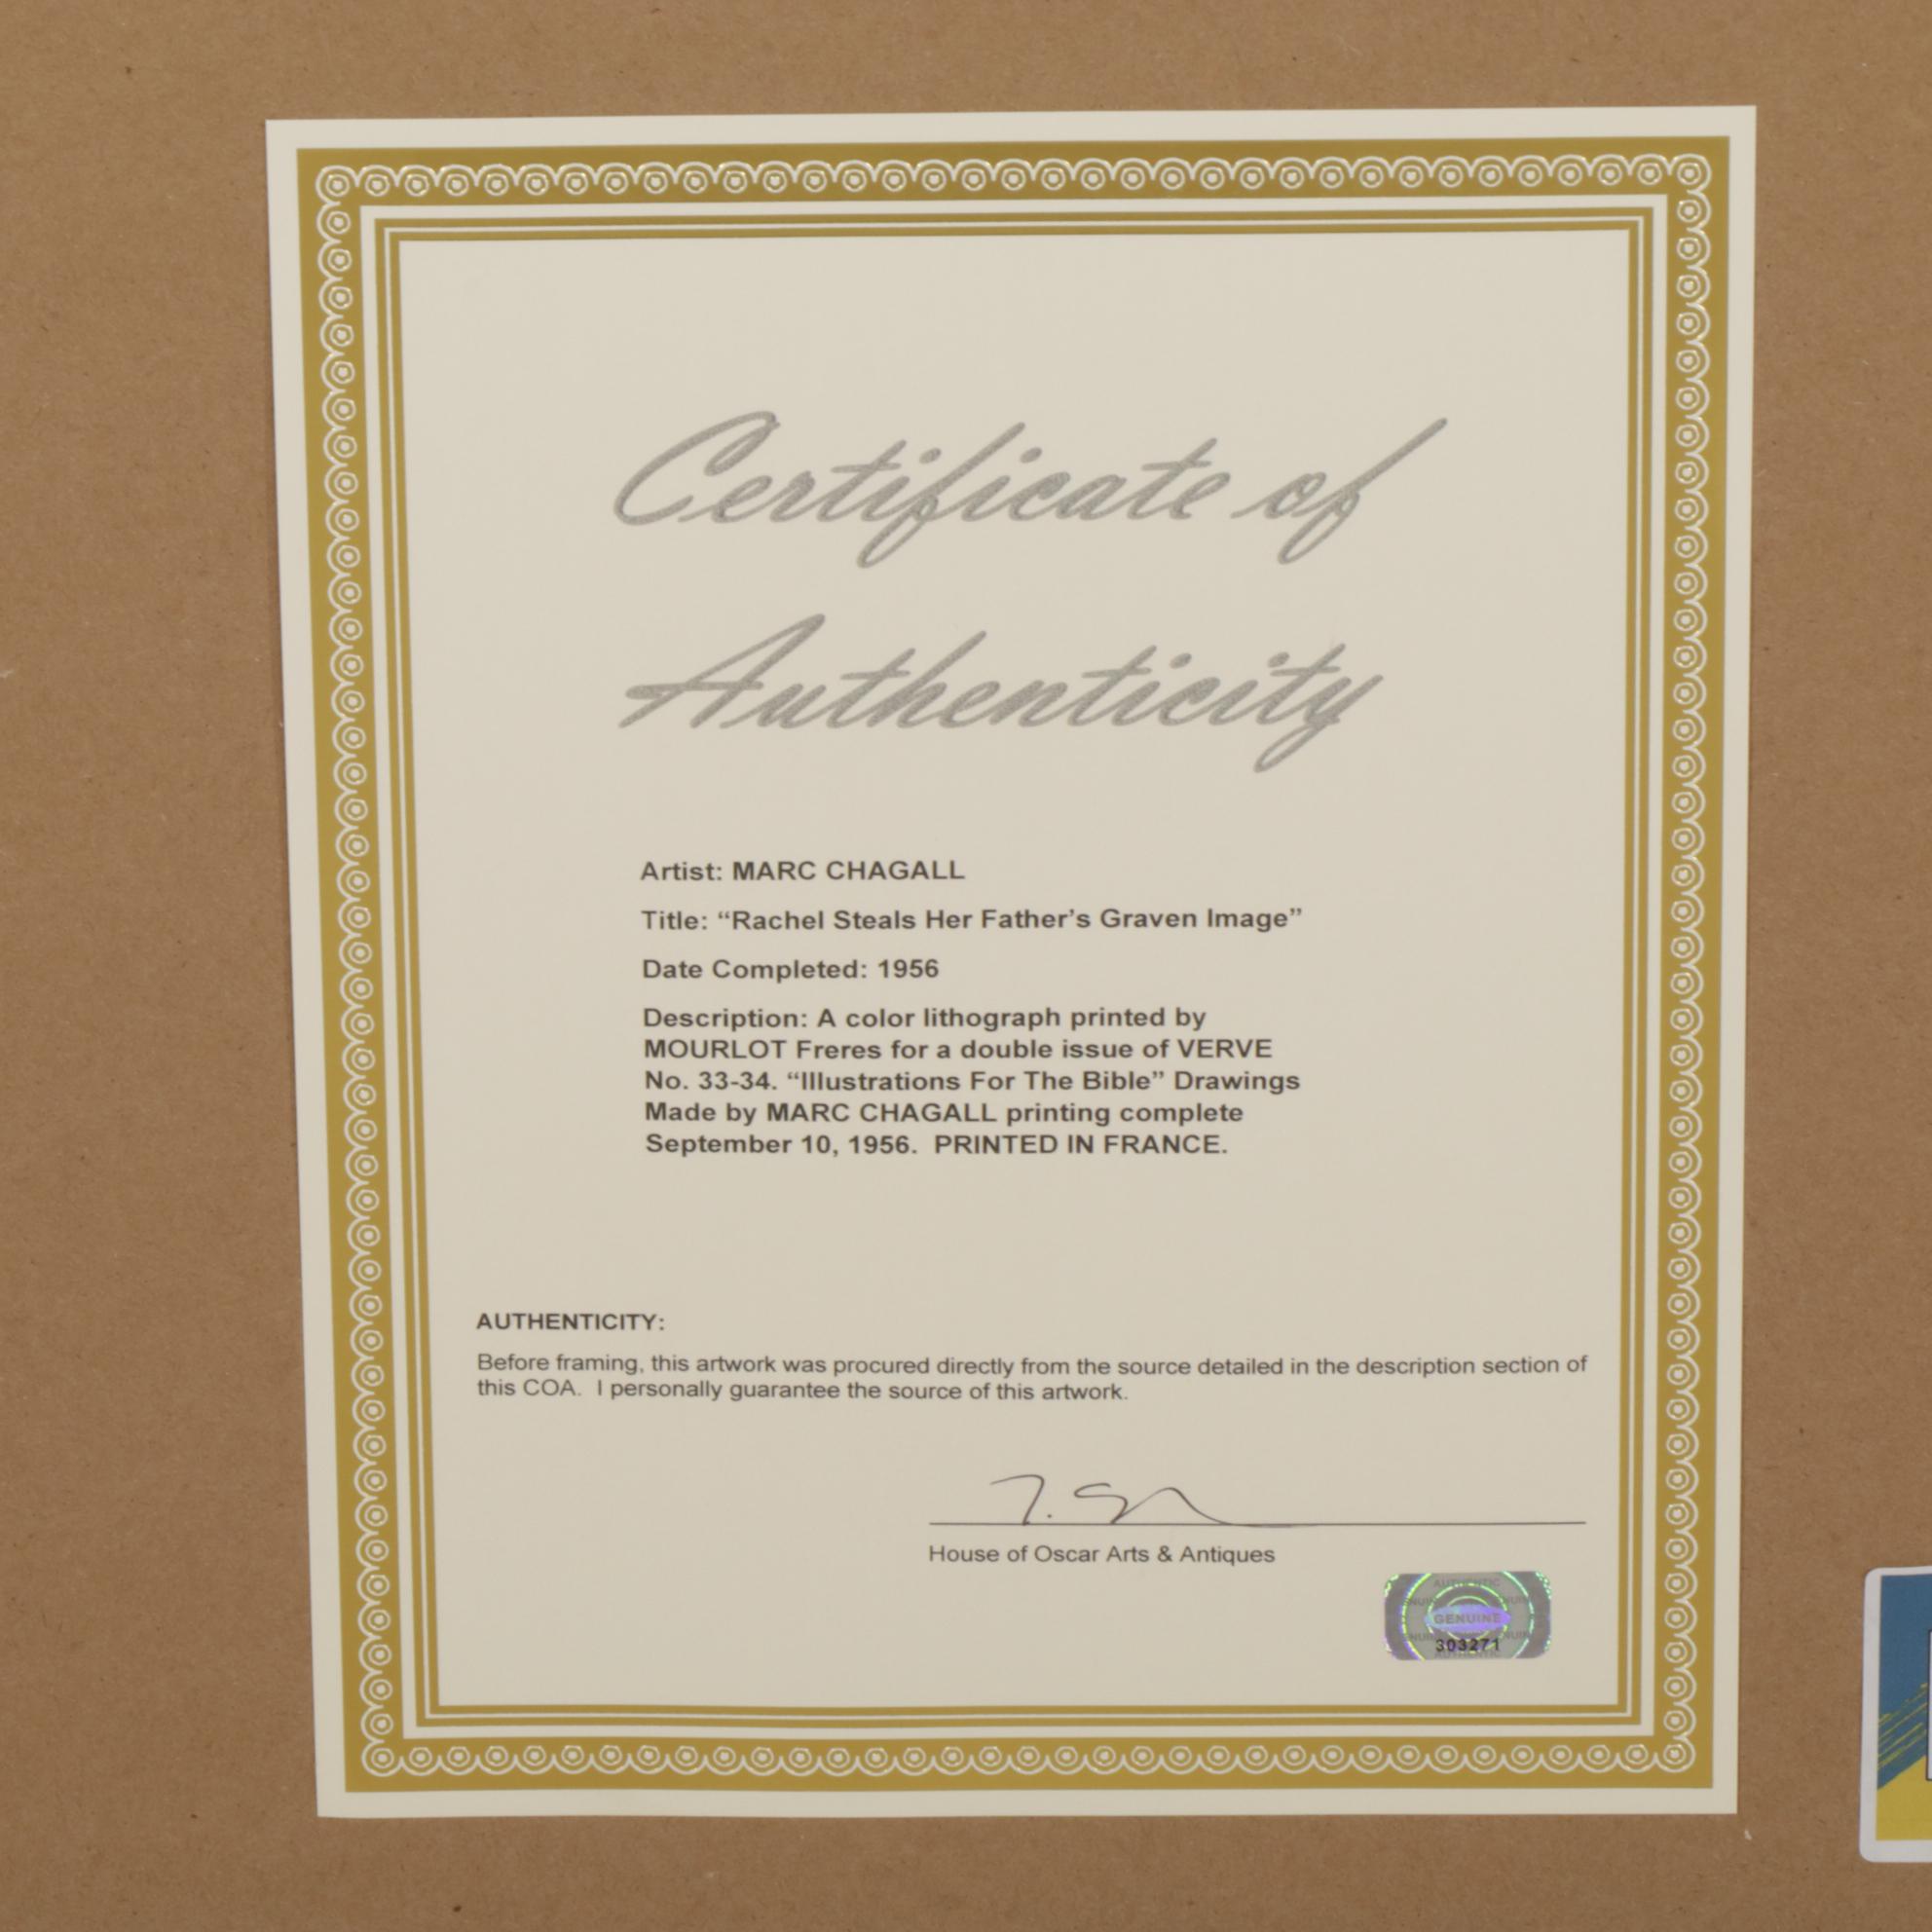 Certificate of
Authenticity
Artist: MARC CHAGALL
Title: “Rachel Steals Her Father’s Graven Image”
Date Completed: 1956
Description: A color lithograph printed by
MOURLOT Freres for a double issue of VERVE
No. 33-34. “Illustrations For The Bible” Drawings
Made by MARC CHAGALL printing complete
September 10, 1956.  PRINTED IN FRANCE.
AUTHENTICITY:
Before framing, this artwork was procured directly from the source detailed in the description section of
this COA.  I personally guarantee the source of this artwork.
House of Oscar Arts & Antiques
AUTHENTIC
GENUINE
303271
AUTHENTIC